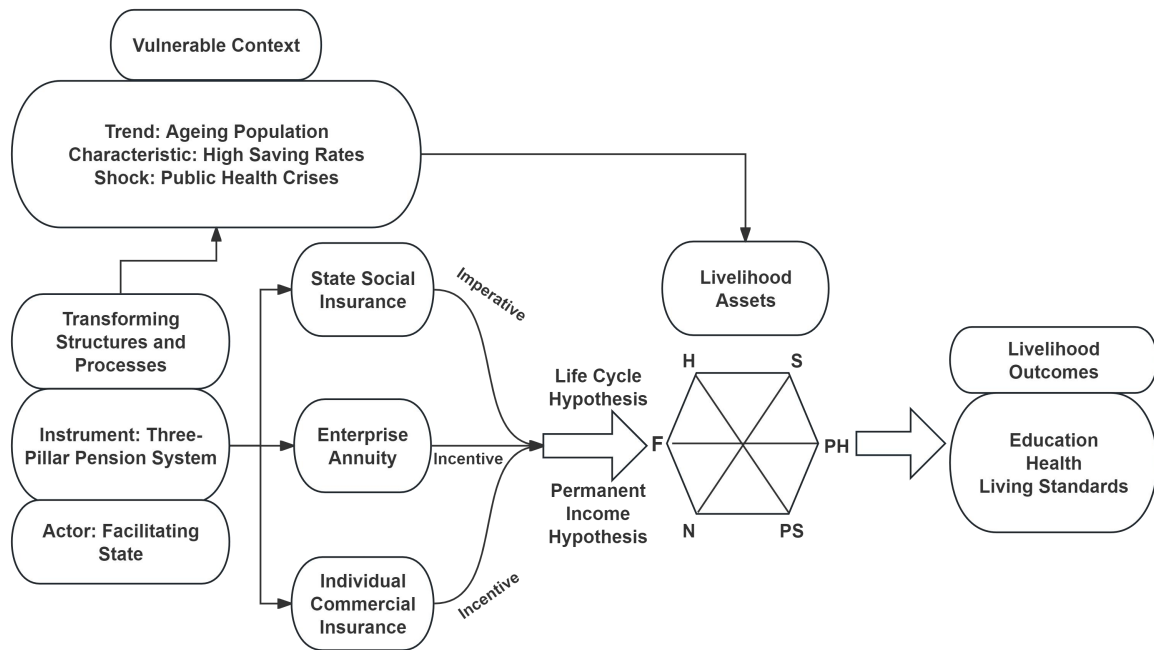 Vulnerable Context
Trend: Ageing Population
Characteristic: High Saving Rates
Shock: Public Health Crises
Transforming
Structures and
Processes
Instrument: Three-
Pillar Pension System
Actor: Facilitating
State
State Social
Insurance
Enterprise
Annuity
Individual
Commercial
Insurance
Imperative
Incentive
Incentive
Life Cycle
Hypothesis
Permanent
Income
Hypothesis
Livelihood
Assets
H
S
F
PH
N
PS
Livelihood
Outcomes
Education
Health
Living Standards